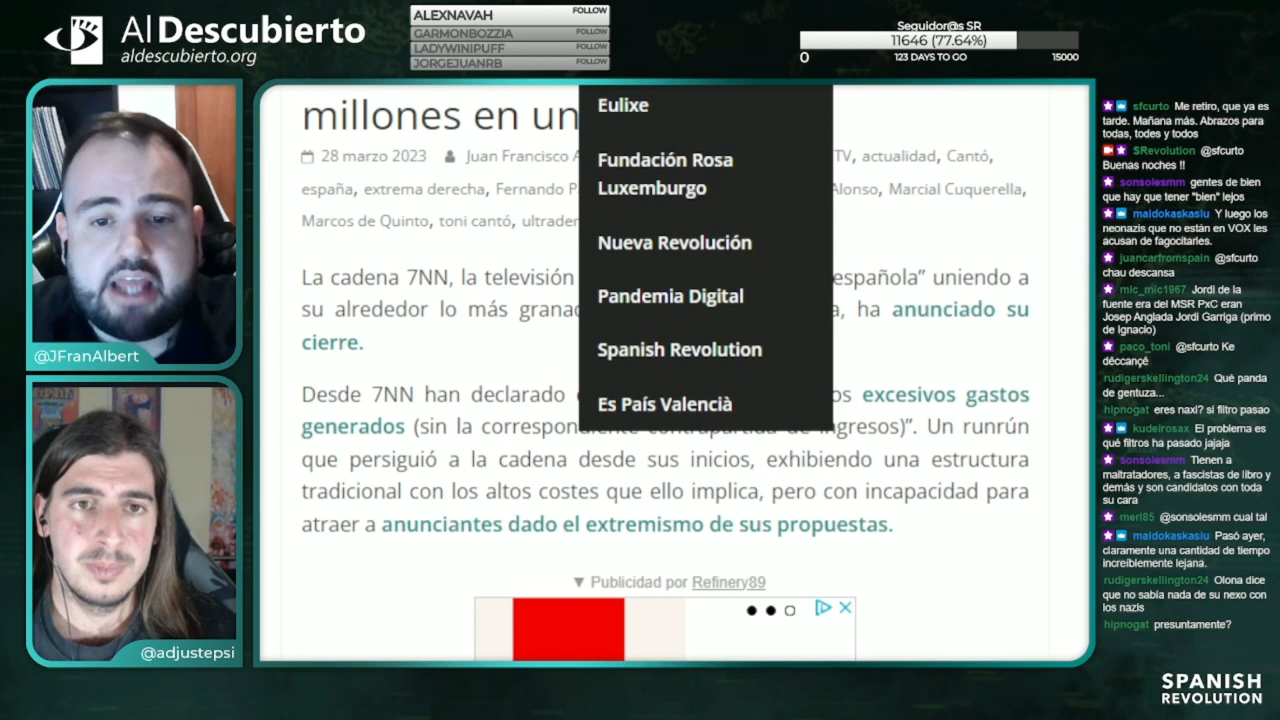 Al Descubierto
aldescubierto.org
ALEXNAVAH FOLLOW
GARMONBOZZIA FOLLOW
LADYWINIPUFF FOLLOW
JORGEJUANRB FOLLOW
Seguidor@s SR
11646 (77.64%)
0 123 DAYS TO GO 15000
@JFranAlbert
@adjustepsi
millones en un
28 marzo 2023 Juan Francisco A TV, actualidad, Cantó,
españa, extrema derecha, Fernando P Alonso, Marcial Cuquerella,
Marcos de Quinto, toni cantó, ultrader
La cadena 7NN, la televisión española” uniendo a
su alrededor lo más grana a, ha anunciado su
cierre.
Desde 7NN han declarado os excesivos gastos
generados (sin la correspondiente contrapartida de ingresos)”. Un runrún
que persiguió a la cadena desde sus inicios, exhibiendo una estructura
tradicional con los altos costes que ello implica, pero con incapacidad para
atraer a anunciantes dado el extremismo de sus propuestas.
▼ Publicidad por Refinery89
Eulixe
Fundación Rosa
Luxemburgo
Nueva Revolución
Pandemia Digital
Spanish Revolution
Es País Valencià
sfcurto Me retiro, que ya es
tarde. Mañana más. Abrazos para
todas, todes y todos
SRevolution @sfcurto
Buenas noches !!
sonsolesmm gentes de bien
que hay que tener "bien" lejos
maidokaskasiu Y luego los
neonazis que no están en VOX les
acusan de fagocitarles.
juancarfromspain @sfcurto
chau descansa
mic_mic1967 Jordi de la
fuente era del MSR PxC eran
Josep Anglada Jordi Garriga (primo
de Ignacio)
paco_toni @sfcurto Ke
dêccançê
rudigerskellington24 Qué panda
de gentuza...
hipnogat eres naxi? si filtro pasao
kudeirosax El problema es
qué filtros ha pasado jajaja
sonsolesmm Tienen a
maltratadores, a fascistas de libro y
demás y son candidatos con toda
su cara
merl85 @sonsolesmm cual tal
maidokaskasiu Pasó ayer,
claramente una cantidad de tiempo
increíblemente lejana.
rudigerskellington24 Olona dice
que no sabía nada de su nexo con
los nazis
hipnogat presuntamente?
SPANISH
REVOLUTION